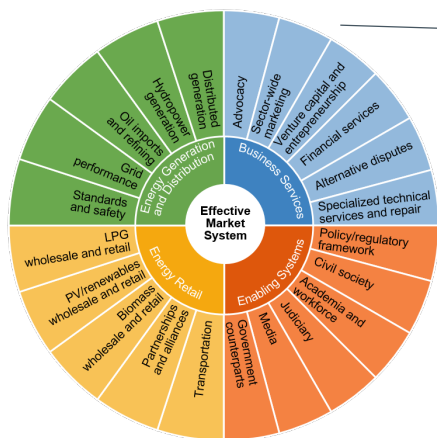 Effective
Market
System
Business Services
Advocacy
Sector-wide
marketing
Venture capital and
entrepreneurship
Financial services
Alternative disputes
Specialized technical
services and repair
Enabling Systems
Policy/regulatory
framework
Civil society
Academia and
workforce
Judiciary
Media
Government
counterparts
Energy Retail
Transportation
Partnerships
and alliances
Biomass
wholesale and retail
PV/renewables
wholesale and retail
LPG
wholesale and retail
Energy Generation
and Distribution
Standards
and safety
Grid
performance
Oil imports
and refining
Hydropower
generation
Distributed
generation